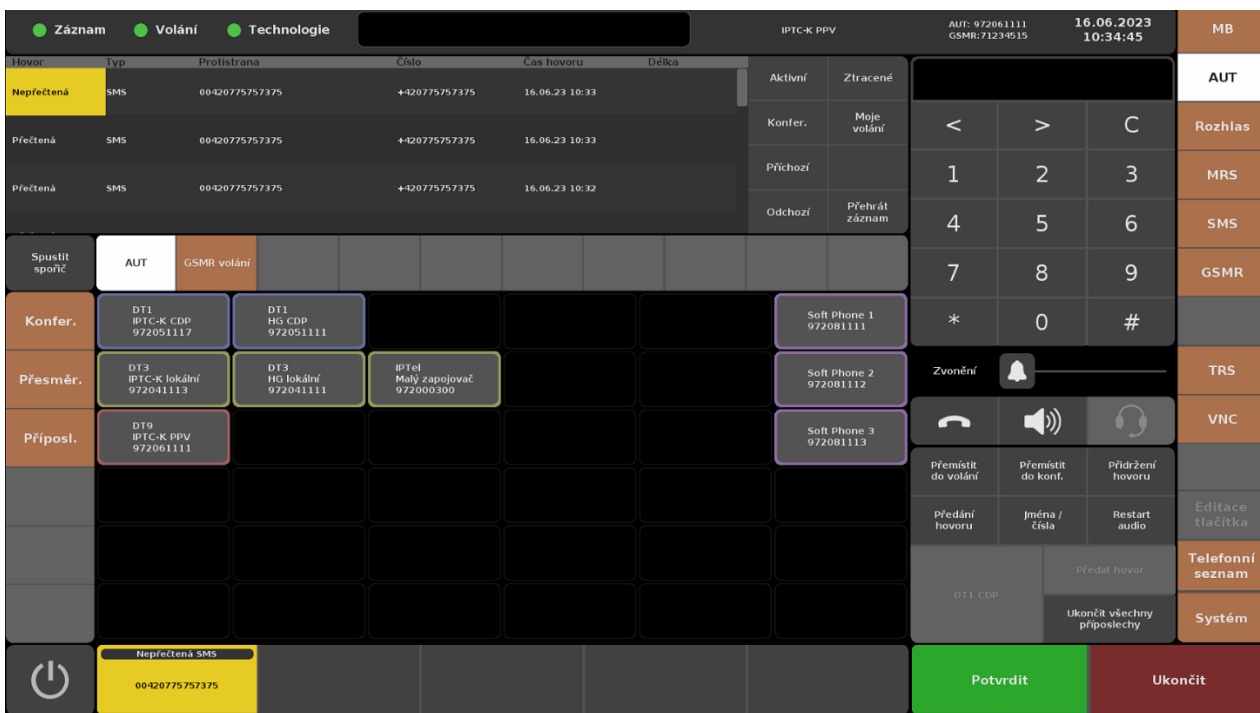 Záznam Volání Technologie IPTC-K PPV AUT: 972061111 16.06.2023 MB
GSMR:71234515 10:34:45
Hovor Typ Protistrana Číslo Čas hovoru Délka
Nepřečtená SMS 00420775757375 +420775757375 16.06.23 10:33
Přečtená SMS 00420775757375 +420775757375 16.06.23 10:33
Přečtená SMS 00420775757375 +420775757375 16.06.23 10:32
Aktivní Ztracené
Konfer. Moje
volání
Příchozí
Odchozí Přehrát
záznam
< > C
1 2 3
4 5 6
7 8 9
* 0 #
AUT
Rozhlas
MRS
SMS
GSMR
TRS
VNC
Editace
tlačítka
Telefonní
seznam
Systém
Spustit
spořič
AUT GSMR volání
Konfer.
Přesměr.
Příposl.
DT1
IPTC-K CDP
972051117
DT1
HG CDP
972051111
Soft Phone 1
972081111
DT3
IPTC-K lokální
972041113
DT3
HG lokální
972041111
IPTel
Malý zapojovač
972000300
Soft Phone 2
972081112
DT9
IPTC-K PPV
972061111
Soft Phone 3
972081113
Zvonění
Přemístit
do volání
Přemístit
do konf.
Přidržení
hovoru
Předání
hovoru
Jména /
čísla
Restart
audio
DT1 CDP
Předat hovor
Ukončit všechny
příposlechy
Nepřečtená SMS
00420775757375
Potvrdit
Ukončit